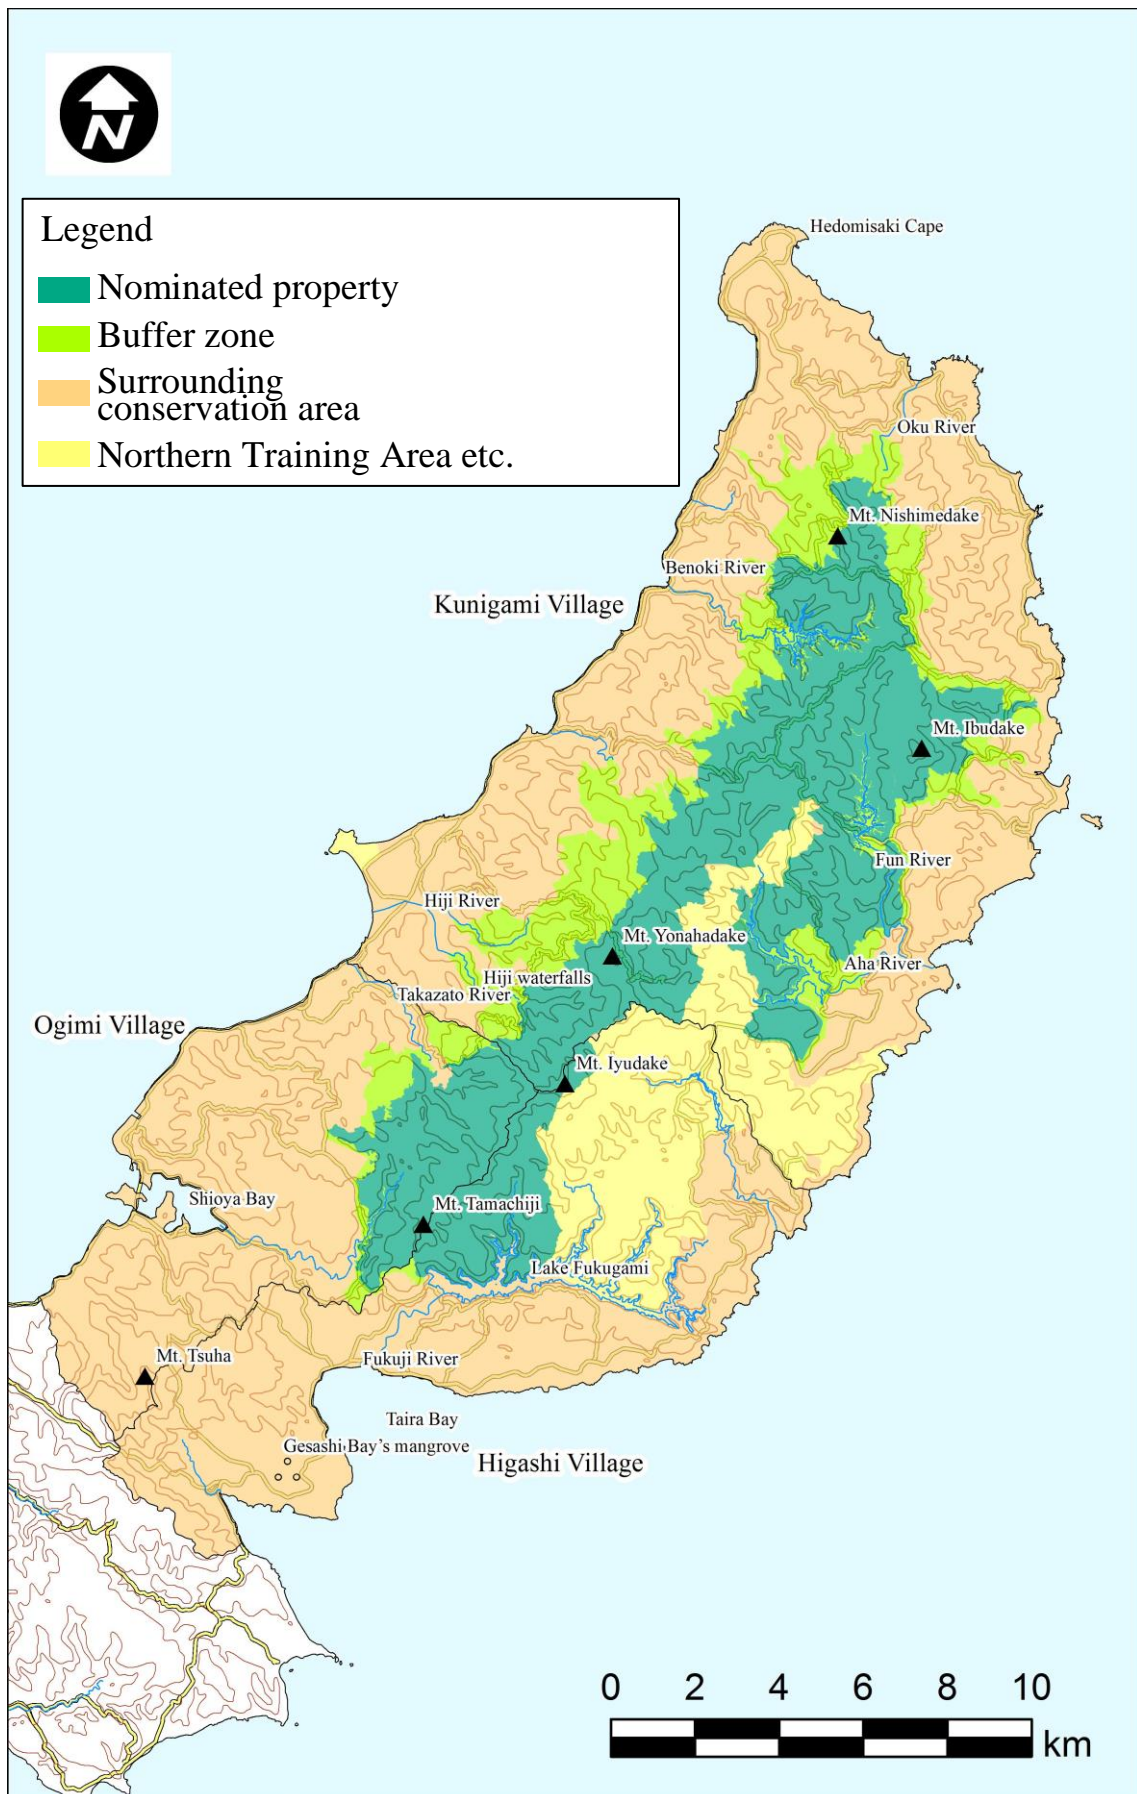 N
Legend
Nominated property
Buffer zone
Surrounding
conservation area
Northern Training Area etc.
Hedomisaki Cape
Oku River
Mt. Nishimedake
Benoki River
Kunigami Village
Mt. Ibudake
Fun River
Hiji River
Mt. Yonahadake
Aha River
Hiji waterfalls
Takazato River
Ogimi Village
Mt. Iyudake
Shioya Bay
Mt. Tamachiji
Lake Fukugami
Mt. Tsuha
Fukuji River
Taira Bay
Gesashi Bay's mangrove
Higashi Village
0 2 4 6 8 10
km